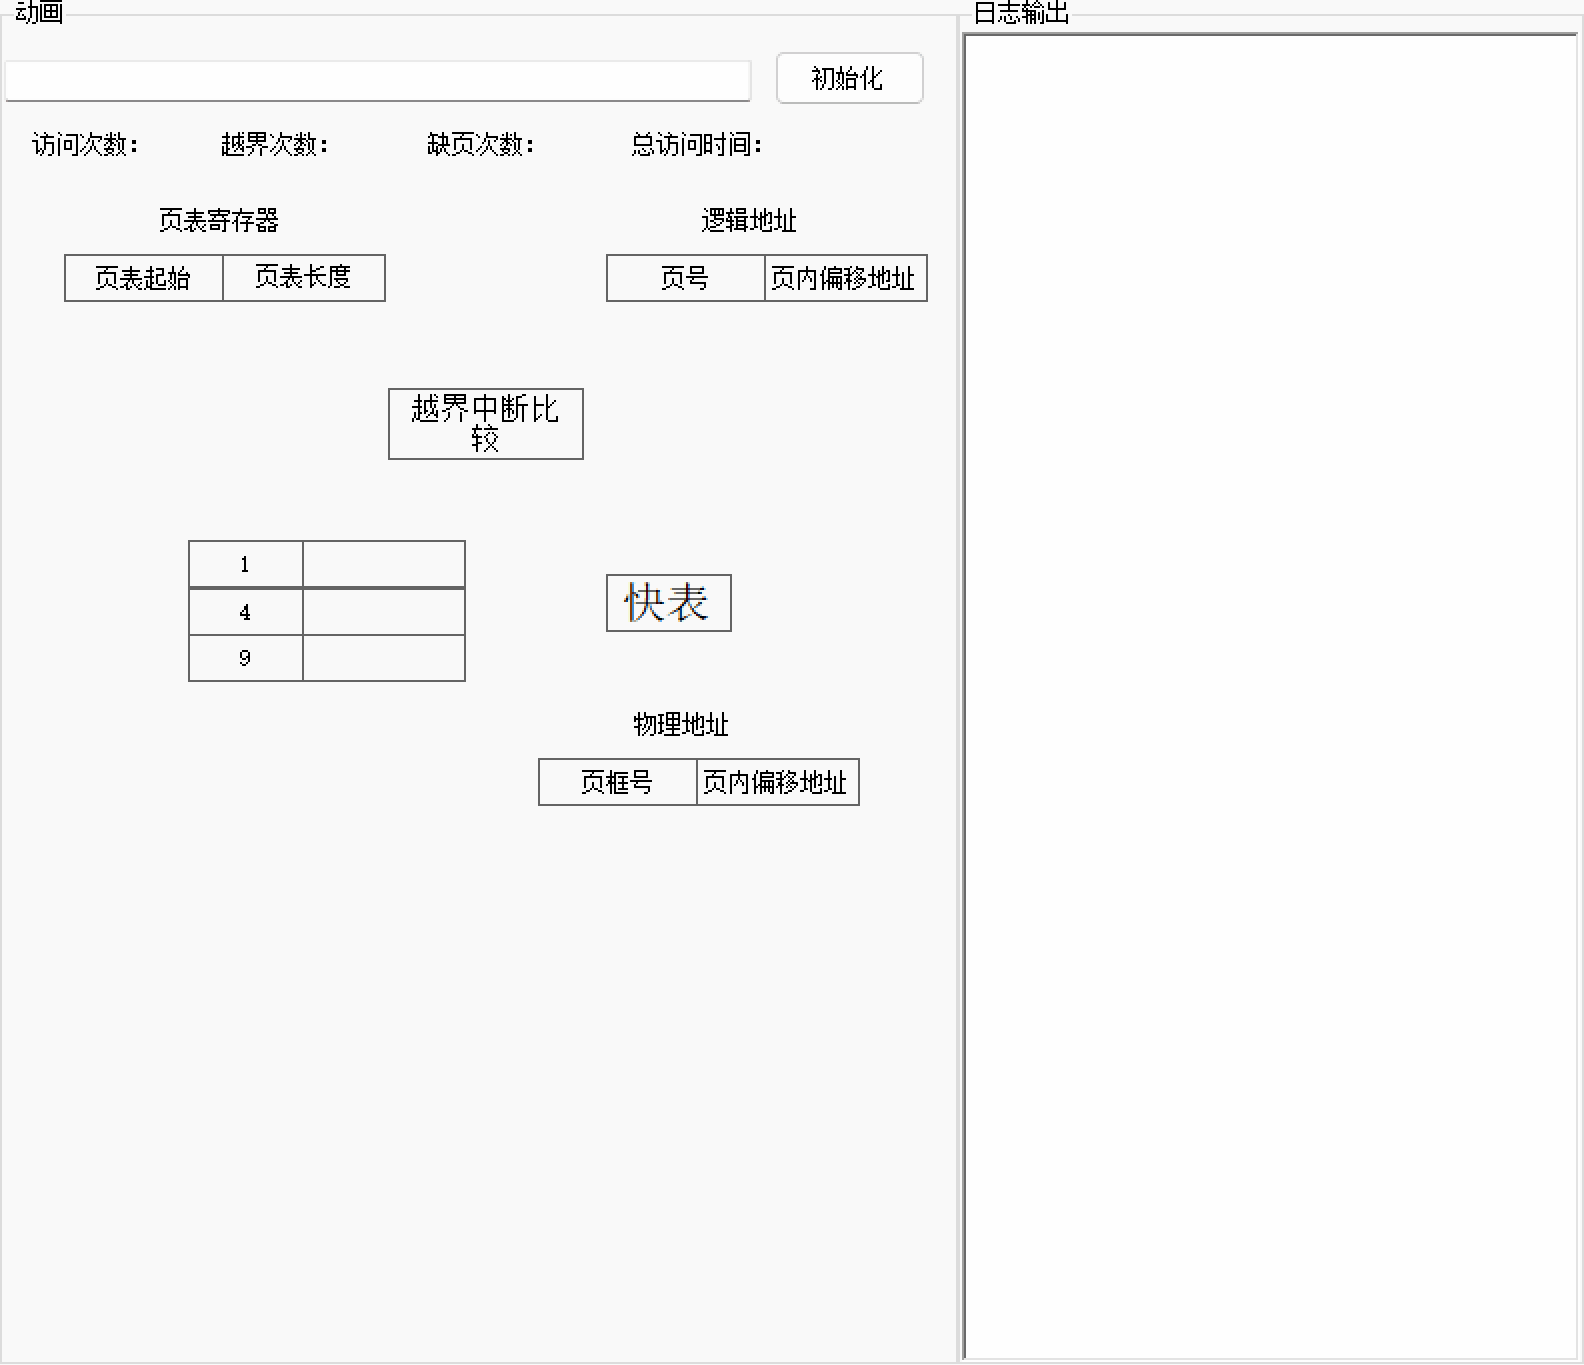 动画
日志输出
初始化
访问次数： 越界次数： 缺页次数： 总访问时间：
页表寄存器
逻辑地址
页表起始 页表长度
页号 页内偏移地址
越界中断比
较
1
4
9
快表
物理地址
页框号 页内偏移地址